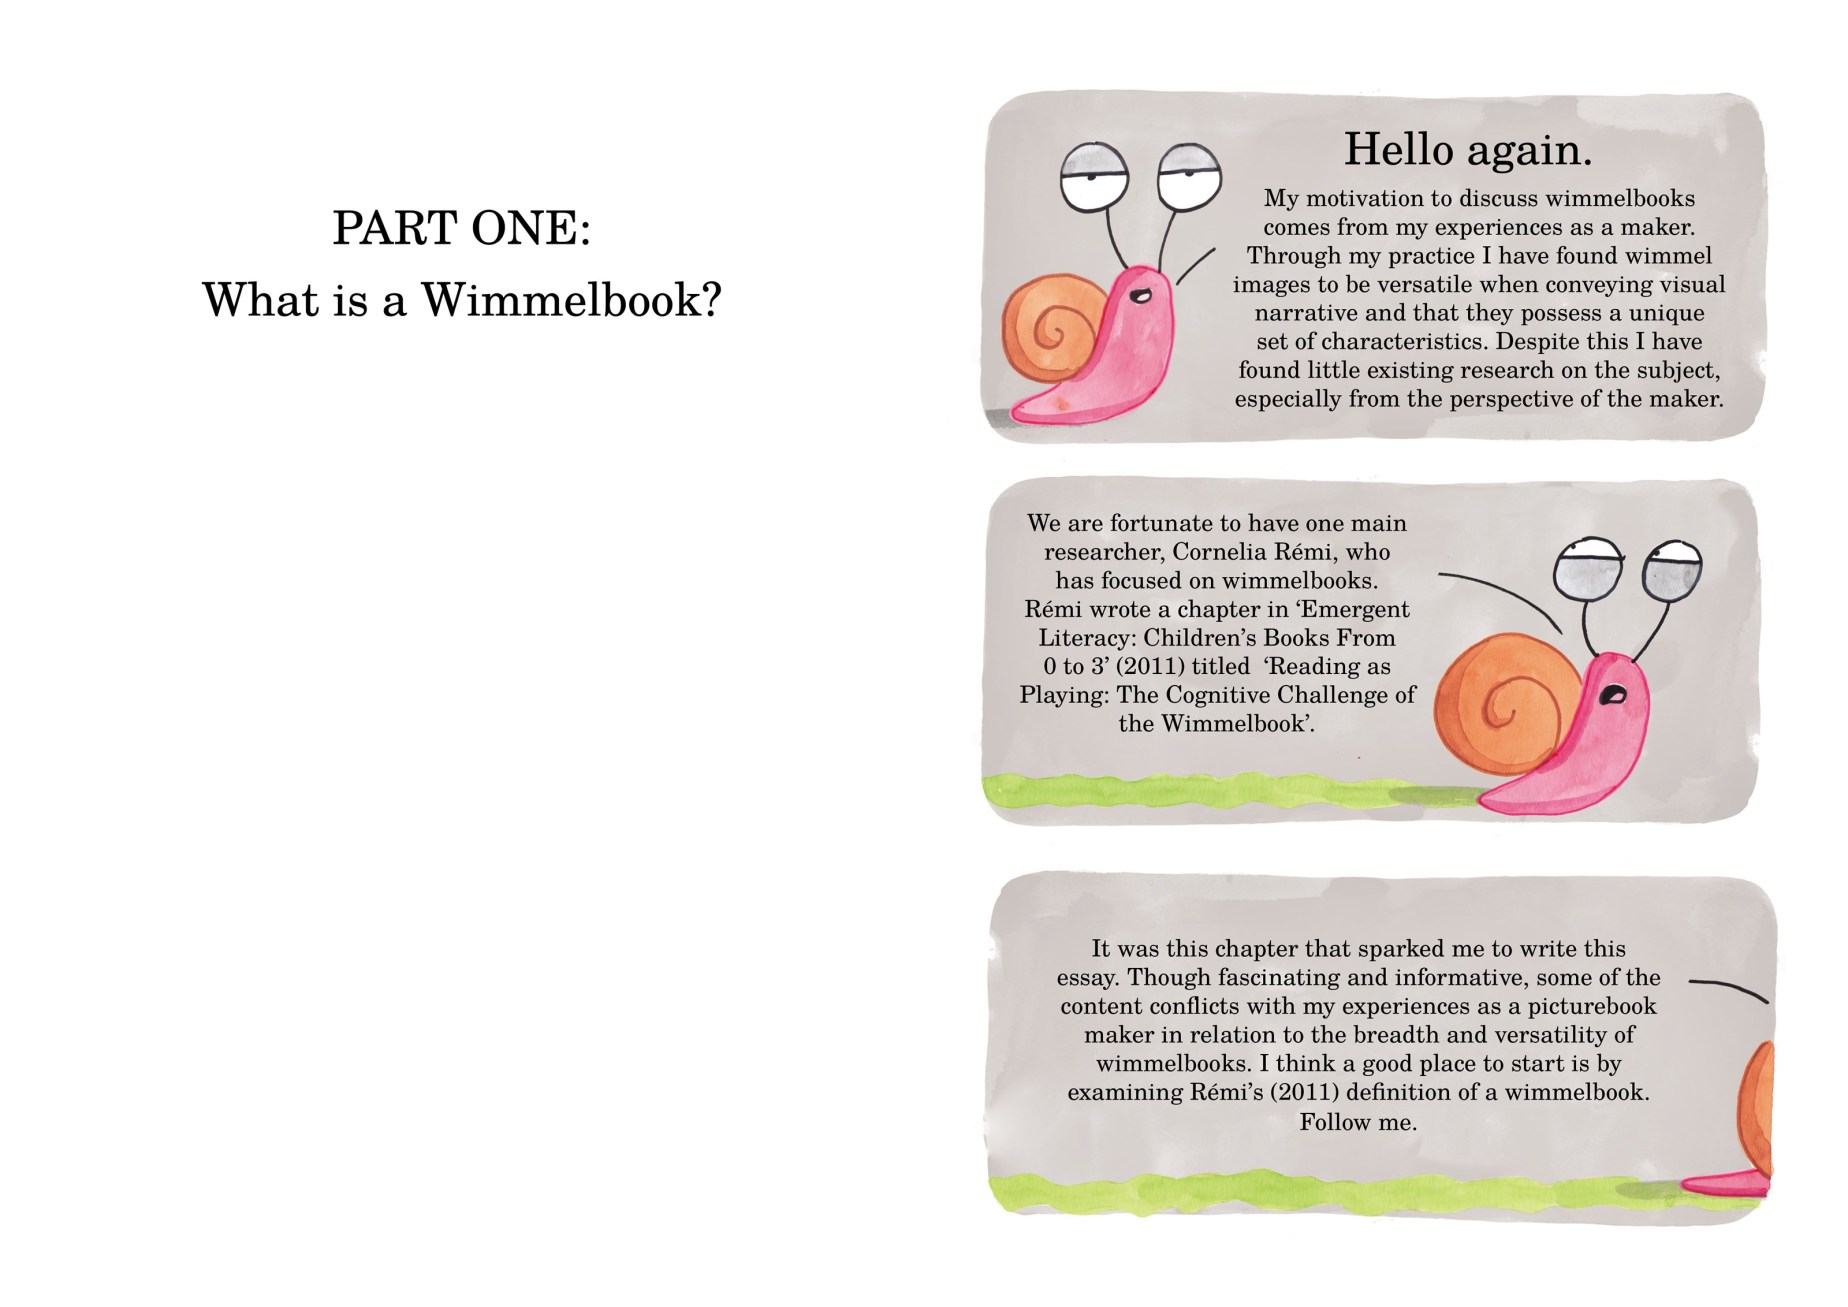 PART ONE:
What is a Wimmelbook?
Hello again.
My motivation to discuss wimmelbooks
comes from my experiences as a maker.
Through my practice I have found wimmel
images to be versatile when conveying visual
narrative and that they possess a unique
set of characteristics. Despite this I have
found little existing research on the subject,
especially from the perspective of the maker.
We are fortunate to have one main
researcher, Cornelia Rémi, who
has focused on wimmelbooks.
Rémi wrote a chapter in ‘Emergent
Literacy: Children’s Books From
0 to 3’ (2011) titled ‘Reading as
Playing: The Cognitive Challenge of
the Wimmelbook’.
It was this chapter that sparked me to write this
essay. Though fascinating and informative, some of the
content conflicts with my experiences as a picturebook
maker in relation to the breadth and versatility of
wimmelbooks. I think a good place to start is by
examining Rémi’s (2011) definition of a wimmelbook.
Follow me.